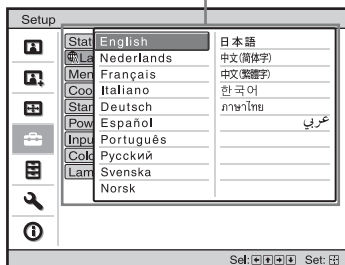 Setup
Stat
La
Men
Coo
Star
Pow
Inpu
Colo
Lam
English
Nederlands
Français
Italiano
Deutsch
Español
Português
Русский
Svenska
Norsk
日本語
中文(简体字)
中文(繁體字)
한국어
ภาษาไทย
عربي
Sel: Set: